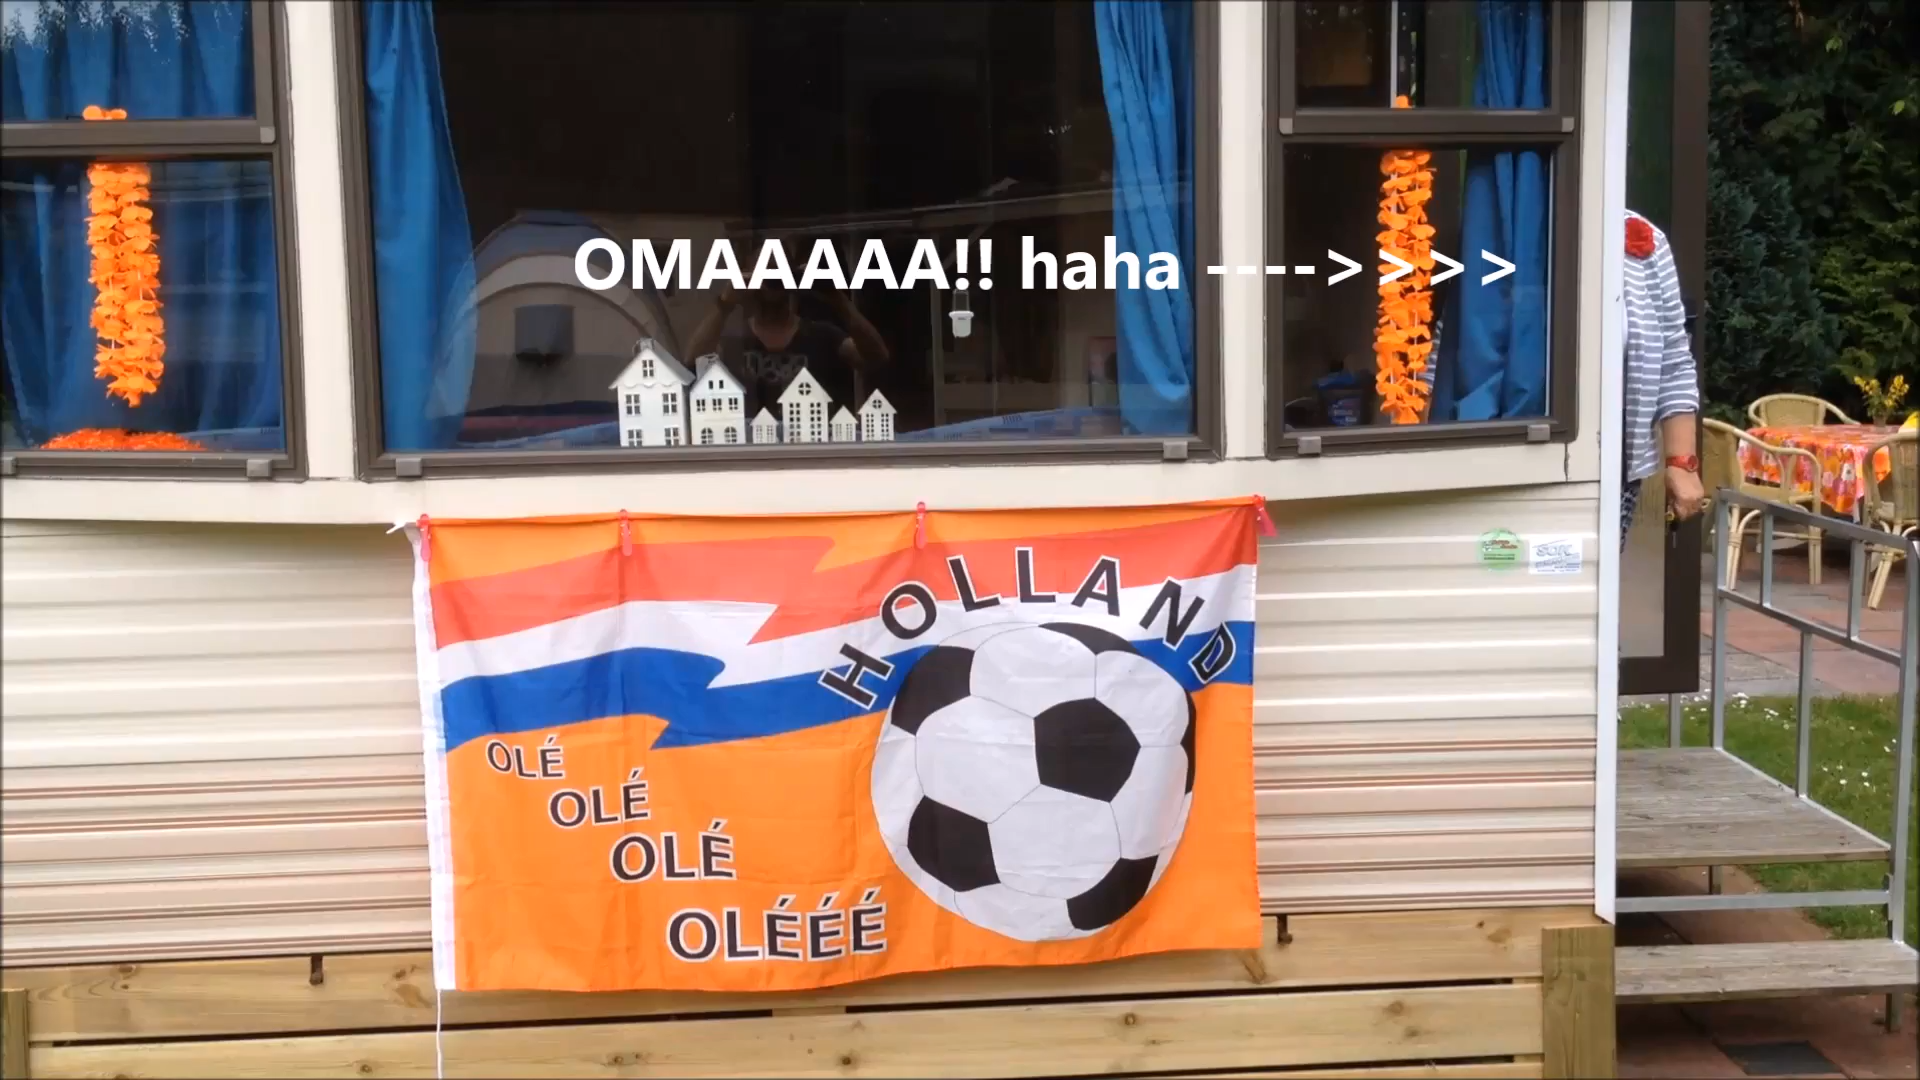 OMAAAAA!! haha ---->>>>
HOLLAND
OLÉ
OLÉ
OLÉ
OLÉÉÉ